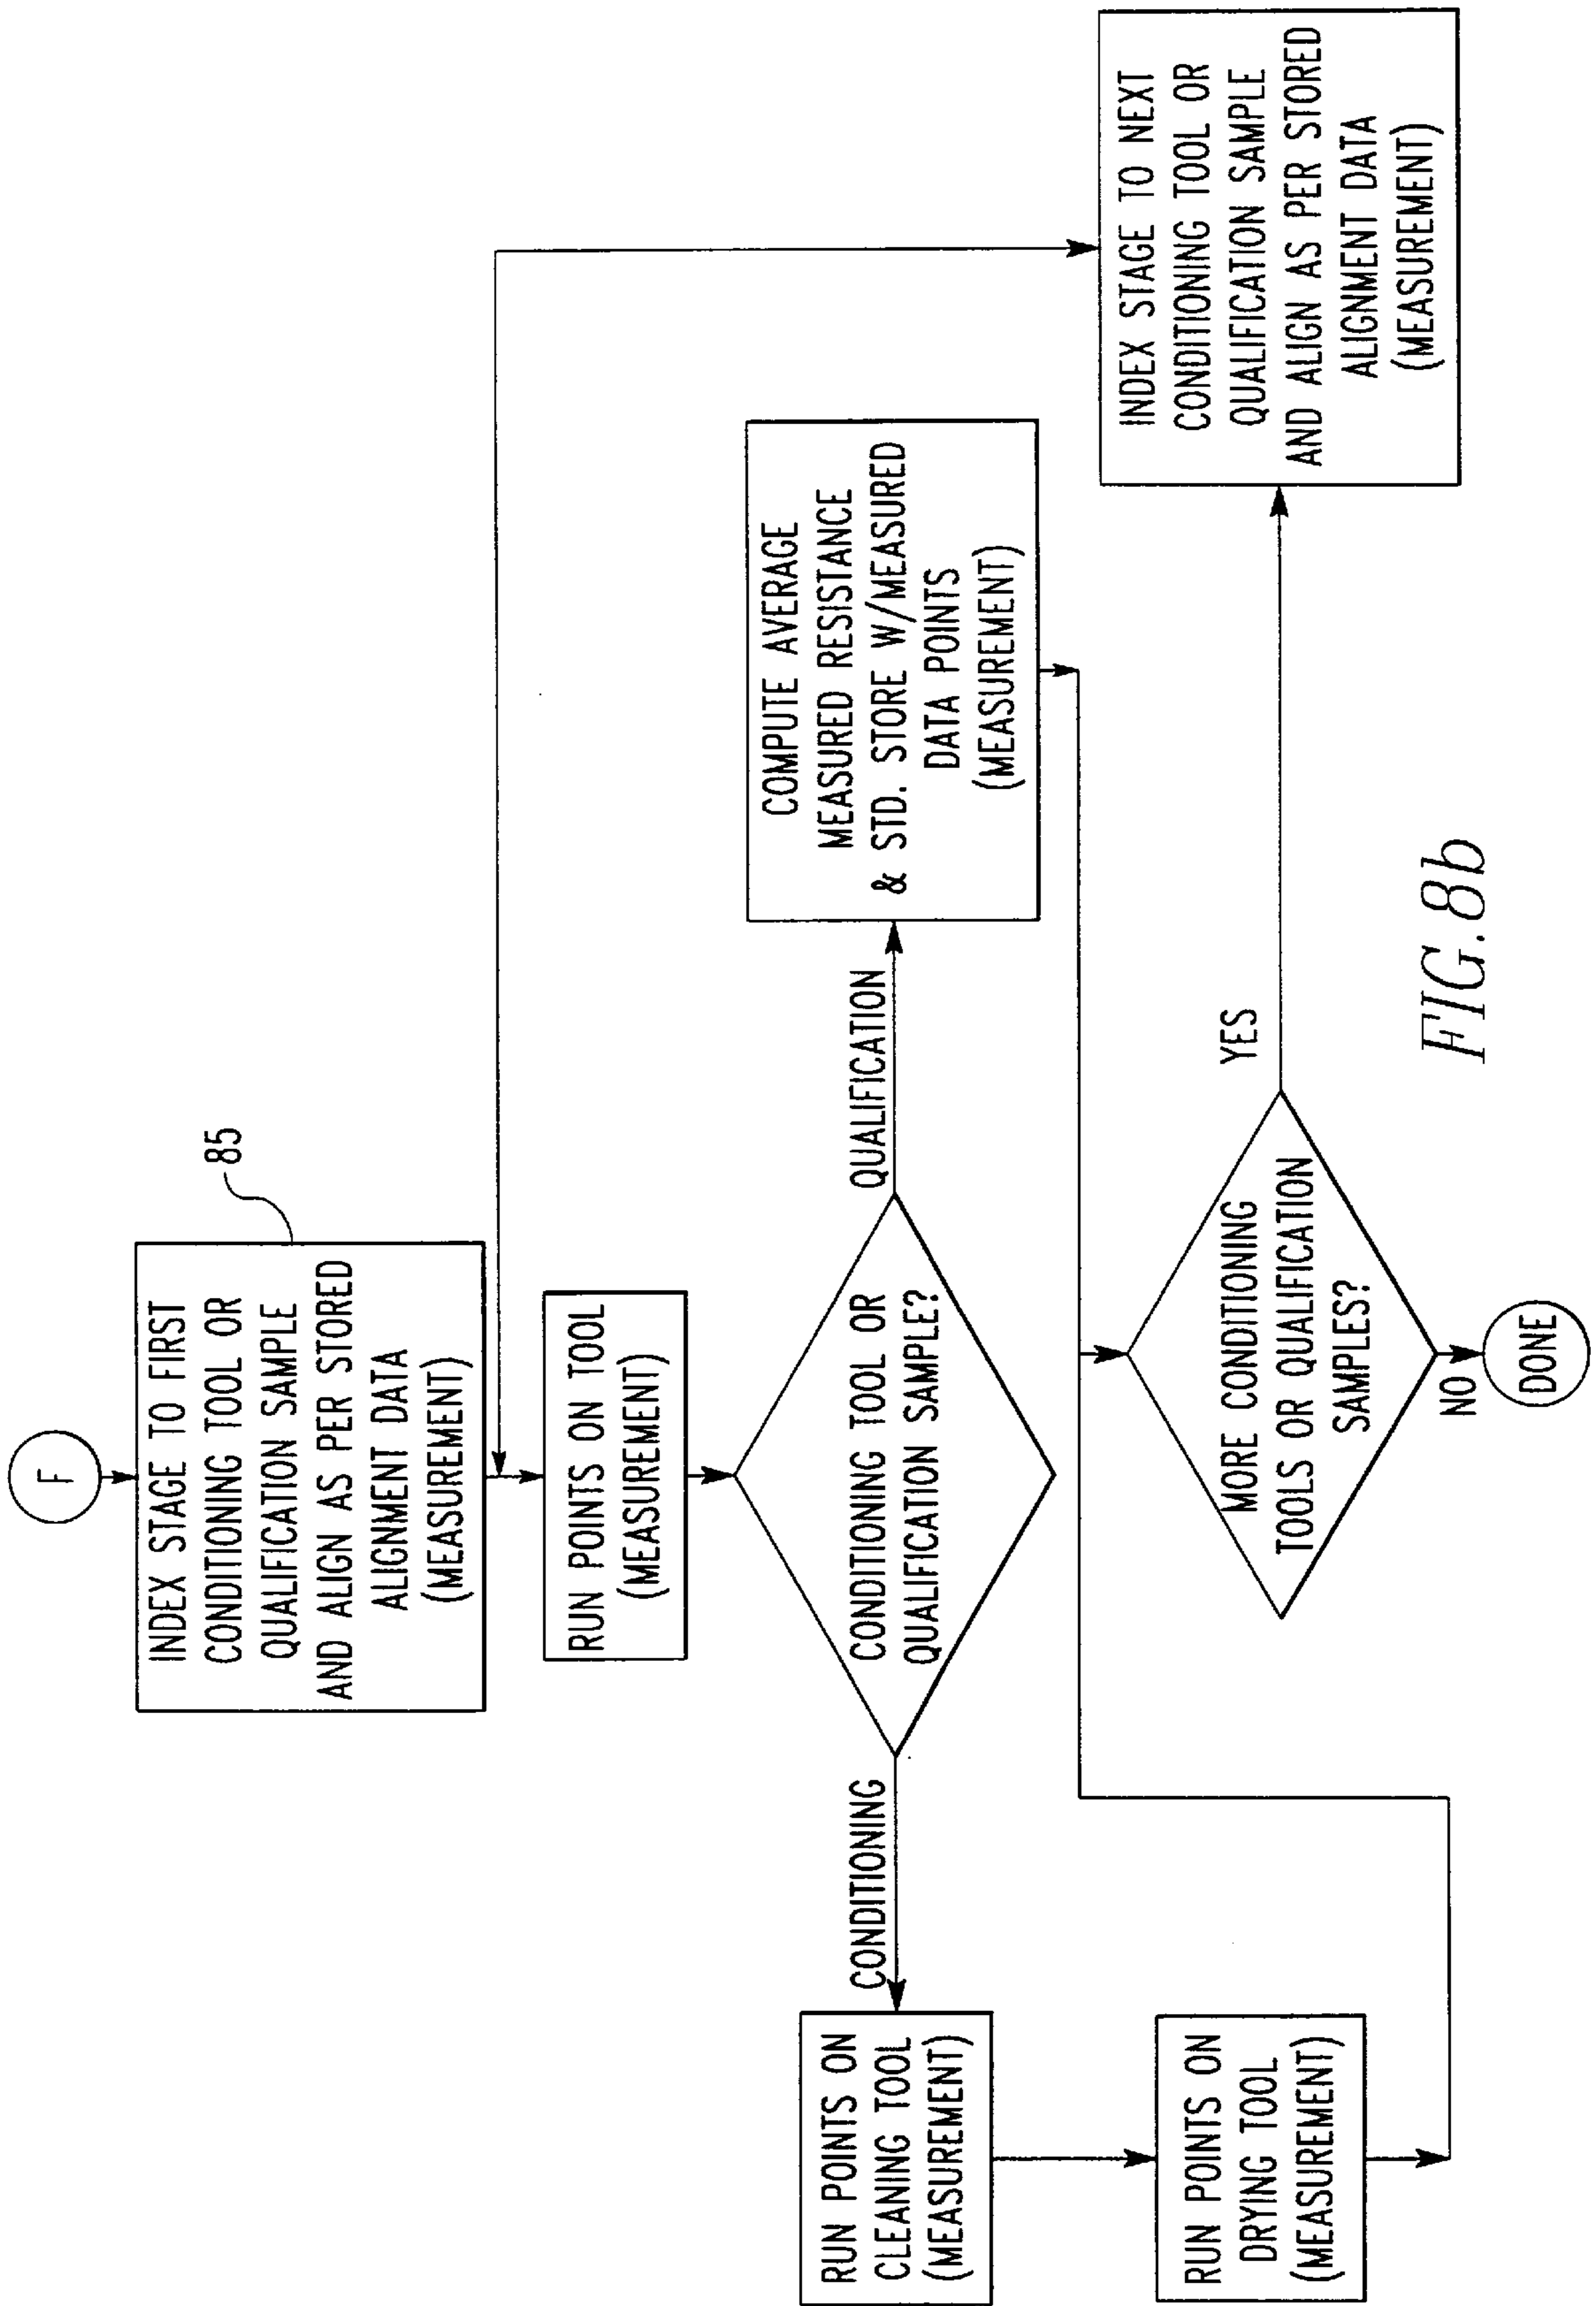 F
85
INDEX STAGE TO FIRST
CONDITIONING TOOL OR
QUALIFICATION SAMPLE
AND ALIGN AS PER STORED
ALIGNMENT DATA
(MEASUREMENT)
RUN POINTS ON TOOL
(MEASUREMENT)
CONDITIONING TOOL OR
QUALIFICATION SAMPLE?
CONDITIONING
QUALIFICATION
RUN POINTS ON
CLEANING TOOL
(MEASUREMENT)
RUN POINTS ON
DRYING TOOL
(MEASUREMENT)
COMPUTE AVERAGE
MEASURED RESISTANCE
& STD. STORE W/MEASURED
DATA POINTS
(MEASUREMENT)
MORE CONDITIONING
TOOLS OR QUALIFICATION
SAMPLES?
YES
NO
DONE
INDEX STAGE TO NEXT
CONDITIONING TOOL OR
QUALIFICATION SAMPLE
AND ALIGN AS PER STORED
ALIGNMENT DATA
(MEASUREMENT)
FIG. 8b